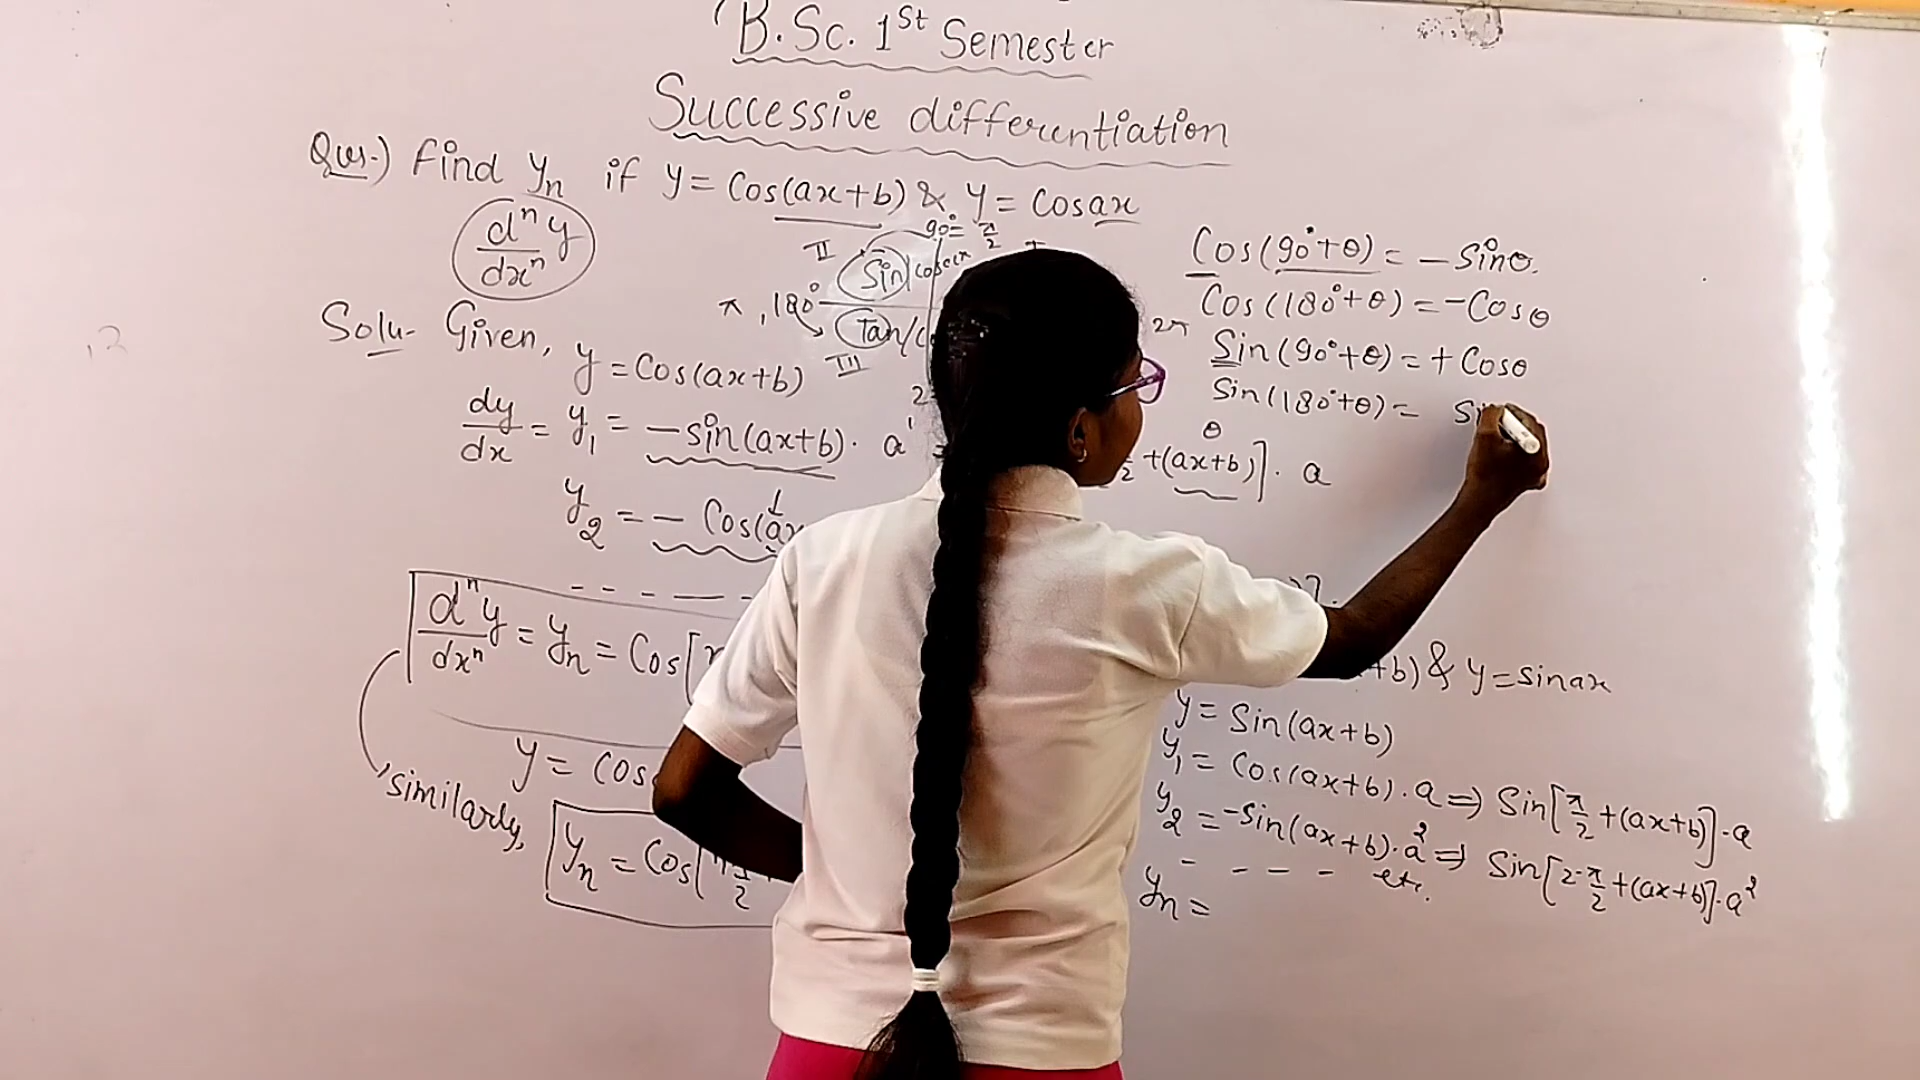 B.Sc. 1st Semester
Successive differentiation
Ques.) Find yₙ if y = Cos(ax+b) & y = Cosax
dⁿy/dxⁿ
90° = π/2
II
Sin/cosec
π, 180°
Tan/
III
2π
Cos(90°+θ) = -Sinθ.
Cos(180°+θ) = -Cosθ
Sin(90°+θ) = +Cosθ
Sin(180°+θ) =
Solu- Given, y = Cos(ax+b)
dy/dx = y₁ = -Sin(ax+b). a
+(ax+b)]. a
θ
y₂ = - Cos(ax
dⁿy/dxⁿ = yₙ = Cos[
y = Cos
similarly,
yₙ = Cos[nπ/2 +
+b) & y = Sinax
y = Sin(ax+b)
y₁ = Cos(ax+b).a ⇒ Sin[π/2 +(ax+b)].a
y₂ = -Sin(ax+b).a² ⇒ Sin[2.π/2 +(ax+b)].a²
- - - - etc.
yₙ =